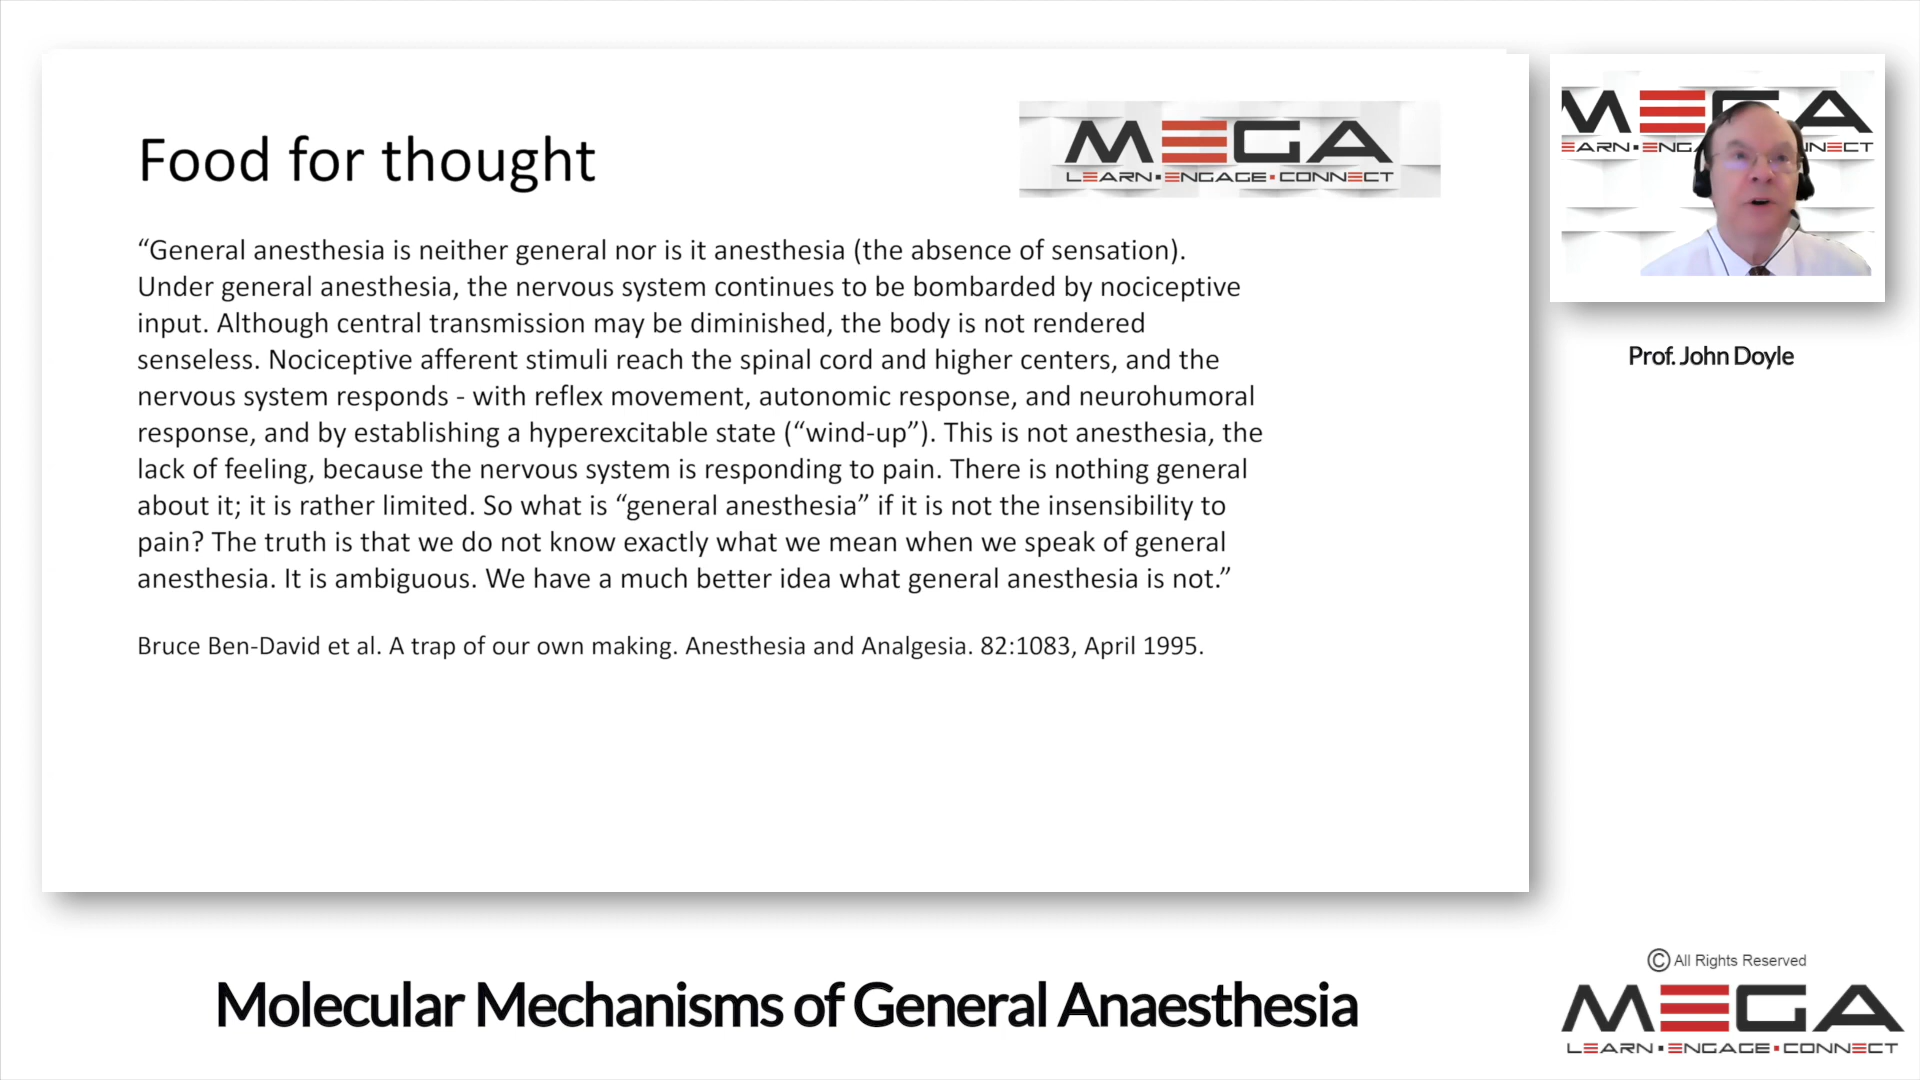 Food for thought
MEGA
LEARN▪ENGAGE▪CONNECT
“General anesthesia is neither general nor is it anesthesia (the absence of sensation).
Under general anesthesia, the nervous system continues to be bombarded by nociceptive
input. Although central transmission may be diminished, the body is not rendered
senseless. Nociceptive afferent stimuli reach the spinal cord and higher centers, and the
nervous system responds - with reflex movement, autonomic response, and neurohumoral
response, and by establishing a hyperexcitable state (“wind-up”). This is not anesthesia, the
lack of feeling, because the nervous system is responding to pain. There is nothing general
about it; it is rather limited. So what is “general anesthesia” if it is not the insensibility to
pain? The truth is that we do not know exactly what we mean when we speak of general
anesthesia. It is ambiguous. We have a much better idea what general anesthesia is not.”
Bruce Ben-David et al. A trap of our own making. Anesthesia and Analgesia. 82:1083, April 1995.
MEGA
EARN▪ENG NNECT
Prof. John Doyle
Molecular Mechanisms of General Anaesthesia
© All Rights Reserved
MEGA
LEARN▪ENGAGE▪CONNECT